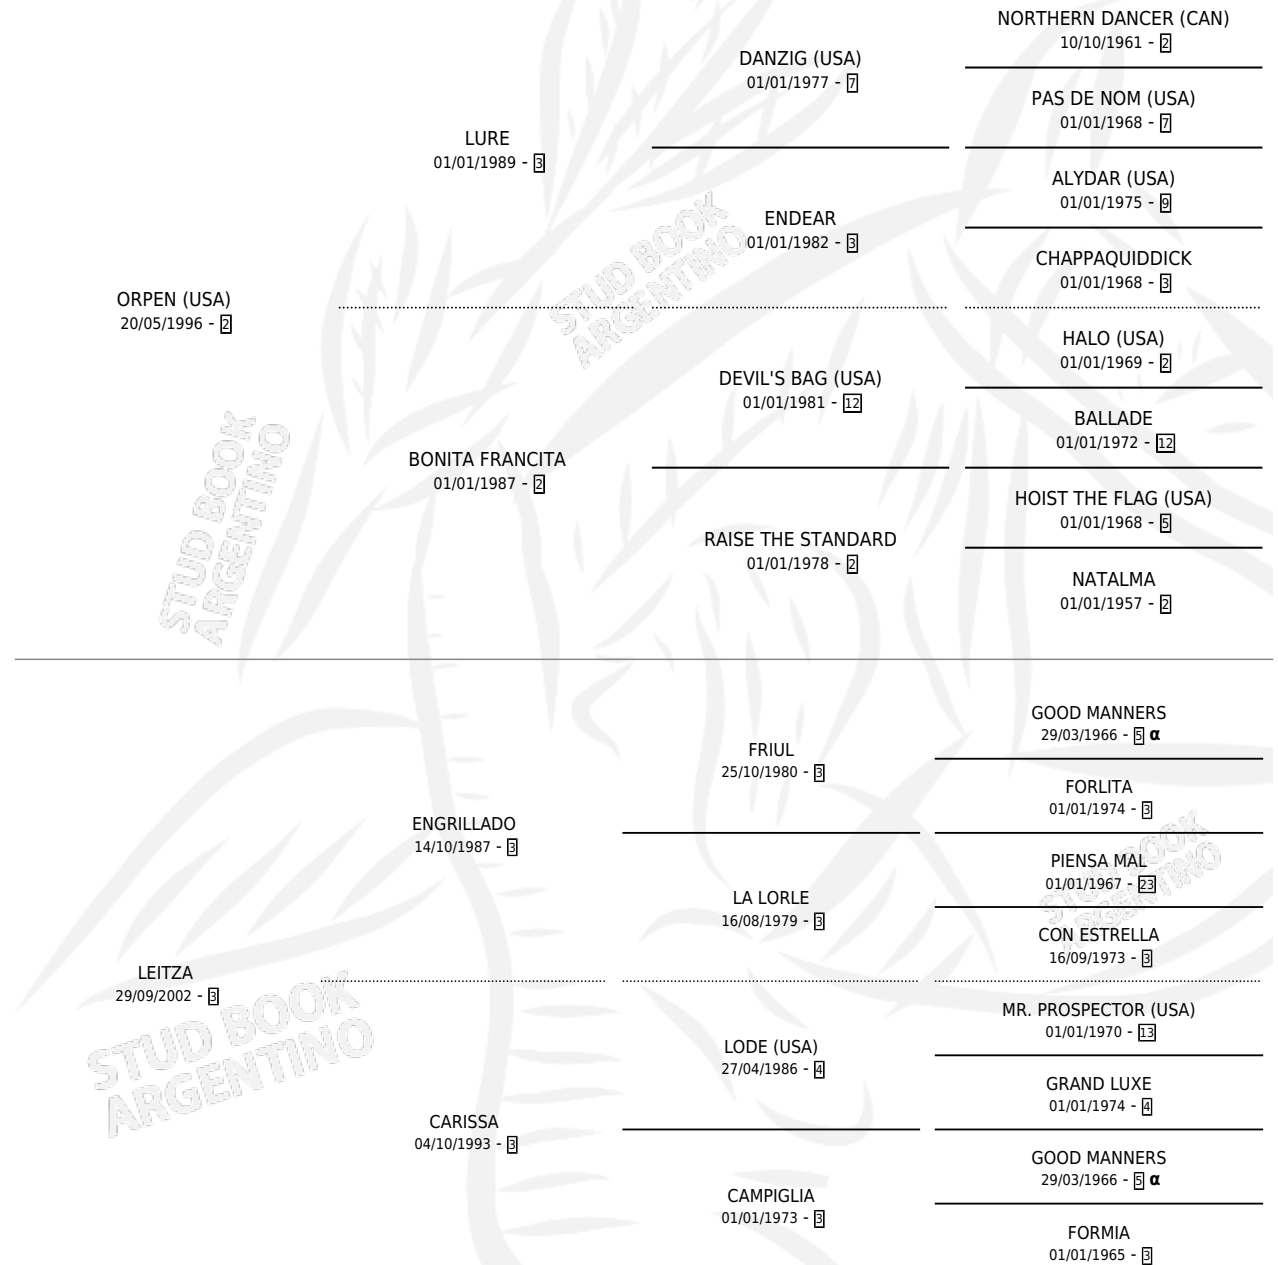 NORTHERN DANCER (CAN)
10/10/1961 - 2
DANZIG (USA)
01/01/1977 - 7
PAS DE NOM (USA)
01/01/1968 - 7
LURE
01/01/1989 - 3
ALYDAR (USA)
01/01/1975 - 9
ENDEAR
01/01/1982 - 3
CHAPPAQUIDDICK
01/01/1968 - 3
ORPEN (USA)
20/05/1996 - 2
HALO (USA)
01/01/1969 - 2
DEVIL'S BAG (USA)
01/01/1981 - 12
BALLADE
01/01/1972 - 12
BONITA FRANCITA
01/01/1987 - 2
HOIST THE FLAG (USA)
01/01/1968 - 5
RAISE THE STANDARD
01/01/1978 - 2
NATALMA
01/01/1957 - 2
GOOD MANNERS
29/03/1966 - 5 α
FRIUL
25/10/1980 - 3
FORLITA
01/01/1974 - 3
ENGRILLADO
14/10/1987 - 3
PIENSA MAL
01/01/1967 - 23
LA LORLE
16/08/1979 - 3
CON ESTRELLA
16/09/1973 - 3
LEITZA
29/09/2002 - 3
MR. PROSPECTOR (USA)
01/01/1970 - 13
LODE (USA)
27/04/1986 - 4
GRAND LUXE
01/01/1974 - 4
CARISSA
04/10/1993 - 3
GOOD MANNERS
29/03/1966 - 5 α
CAMPIGLIA
01/01/1973 - 3
FORMIA
01/01/1965 - 3
STUD BOOK
ARGENTINO
STUD BOOK
ARGENTINO
STUD BOOK
ARGENTINO
STUD BOOK
ARGENTINO